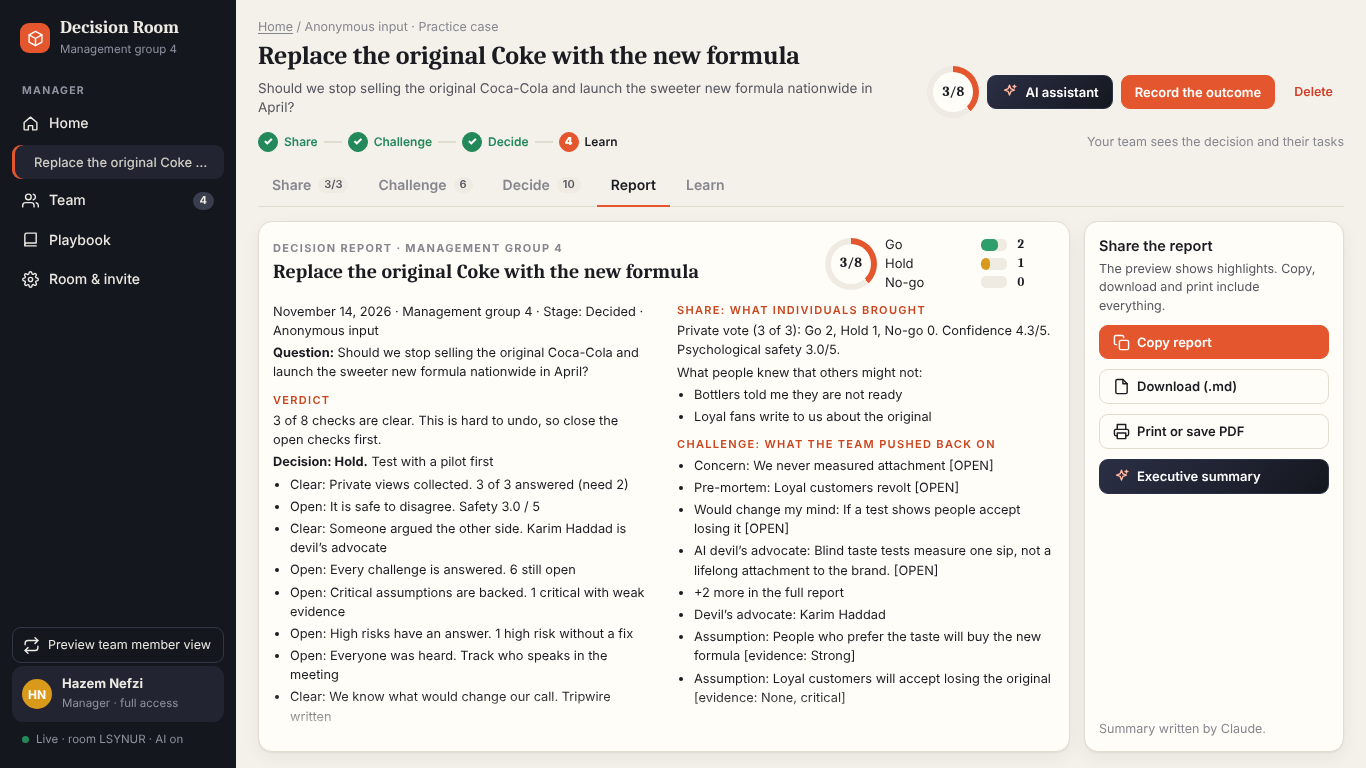 Decision Room
Management group 4
MANAGER
Home
Replace the original Coke ...
Team 4
Playbook
Room & invite
Preview team member view
HN
Hazem Nefzi
Manager · full access
Live · room LSYNUR · AI on
Home / Anonymous input · Practice case
Replace the original Coke with the new formula
Should we stop selling the original Coca-Cola and launch the sweeter new formula nationwide in
April?
3/8
AI assistant
Record the outcome
Delete
Share
Challenge
Decide
4 Learn
Your team sees the decision and their tasks
Share 3/3
Challenge 6
Decide 10
Report
Learn
DECISION REPORT · MANAGEMENT GROUP 4
Replace the original Coke with the new formula
3/8
Go 2
Hold 1
No-go 0
November 14, 2026 · Management group 4 · Stage: Decided ·
Anonymous input
Question: Should we stop selling the original Coca-Cola and
launch the sweeter new formula nationwide in April?
VERDICT
3 of 8 checks are clear. This is hard to undo, so close the
open checks first.
Decision: Hold. Test with a pilot first
• Clear: Private views collected. 3 of 3 answered (need 2)
• Open: It is safe to disagree. Safety 3.0 / 5
• Clear: Someone argued the other side. Karim Haddad is
devil's advocate
• Open: Every challenge is answered. 6 still open
• Open: Critical assumptions are backed. 1 critical with weak
evidence
• Open: High risks have an answer. 1 high risk without a fix
• Open: Everyone was heard. Track who speaks in the
meeting
• Clear: We know what would change our call. Tripwire
written
SHARE: WHAT INDIVIDUALS BROUGHT
Private vote (3 of 3): Go 2, Hold 1, No-go 0. Confidence 4.3/5.
Psychological safety 3.0/5.
What people knew that others might not:
• Bottlers told me they are not ready
• Loyal fans write to us about the original
CHALLENGE: WHAT THE TEAM PUSHED BACK ON
• Concern: We never measured attachment [OPEN]
• Pre-mortem: Loyal customers revolt [OPEN]
• Would change my mind: If a test shows people accept
losing it [OPEN]
• AI devil's advocate: Blind taste tests measure one sip, not a
lifelong attachment to the brand. [OPEN]
• +2 more in the full report
• Devil's advocate: Karim Haddad
• Assumption: People who prefer the taste will buy the new
formula [evidence: Strong]
• Assumption: Loyal customers will accept losing the original
[evidence: None, critical]
Share the report
The preview shows highlights. Copy,
download and print include
everything.
Copy report
Download (.md)
Print or save PDF
Executive summary
Summary written by Claude.